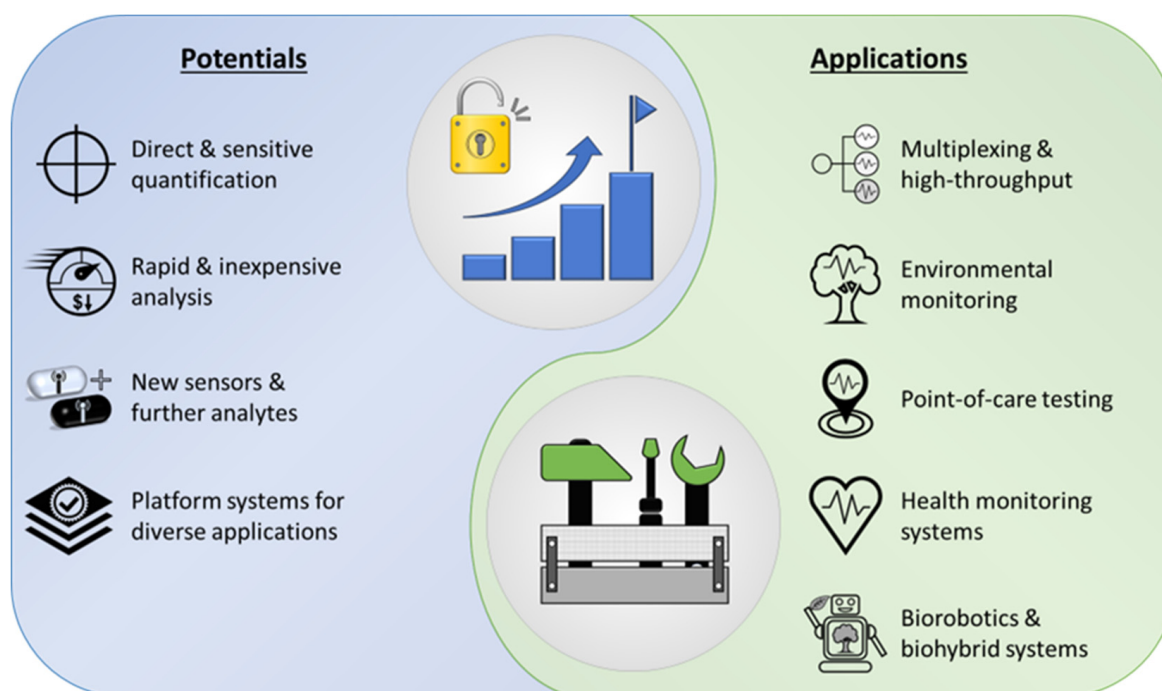 Potentials
Direct & sensitive
quantification
Rapid & inexpensive
analysis
$
New sensors &
further analytes
Platform systems for
diverse applications
Applications
Multiplexing &
high-throughput
Environmental
monitoring
Point-of-care testing
Health monitoring
systems
Biorobotics &
biohybrid systems